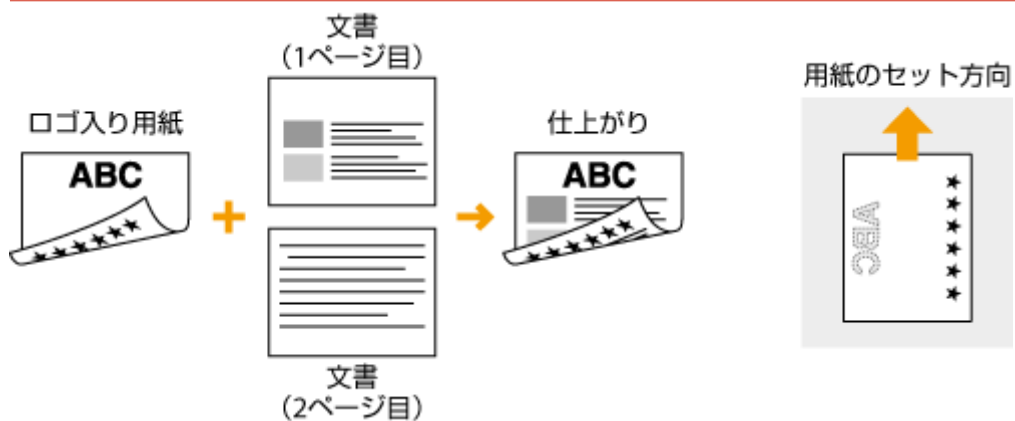 文書
（1ページ目）
用紙のセット方向
ロゴ入り用紙
仕上がり
ABC
ABC
ABC
文書
（2ページ目）